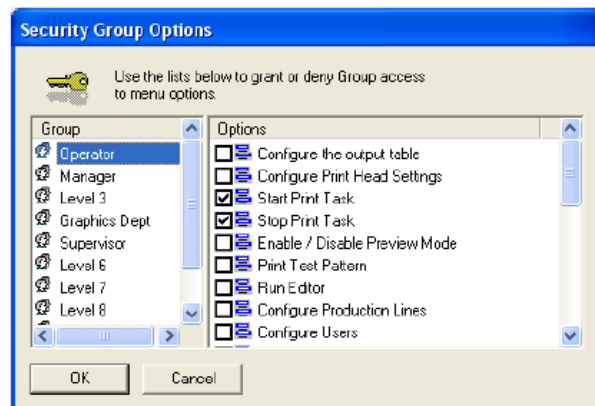 Security Group Options
Use the lists below to grant or deny Group access
to menu options.
Group
Operator
Manager
Level 3
Graphics Dept
Supervisor
Level 6
Level 7
Level 8
Options
Configure the output table
Configure Print Head Settings
Start Print Task
Stop Print Task
Enable / Disable Preview Mode
Print Test Pattern
Run Editor
Configure Production Lines
Configure Users
OK
Cancel